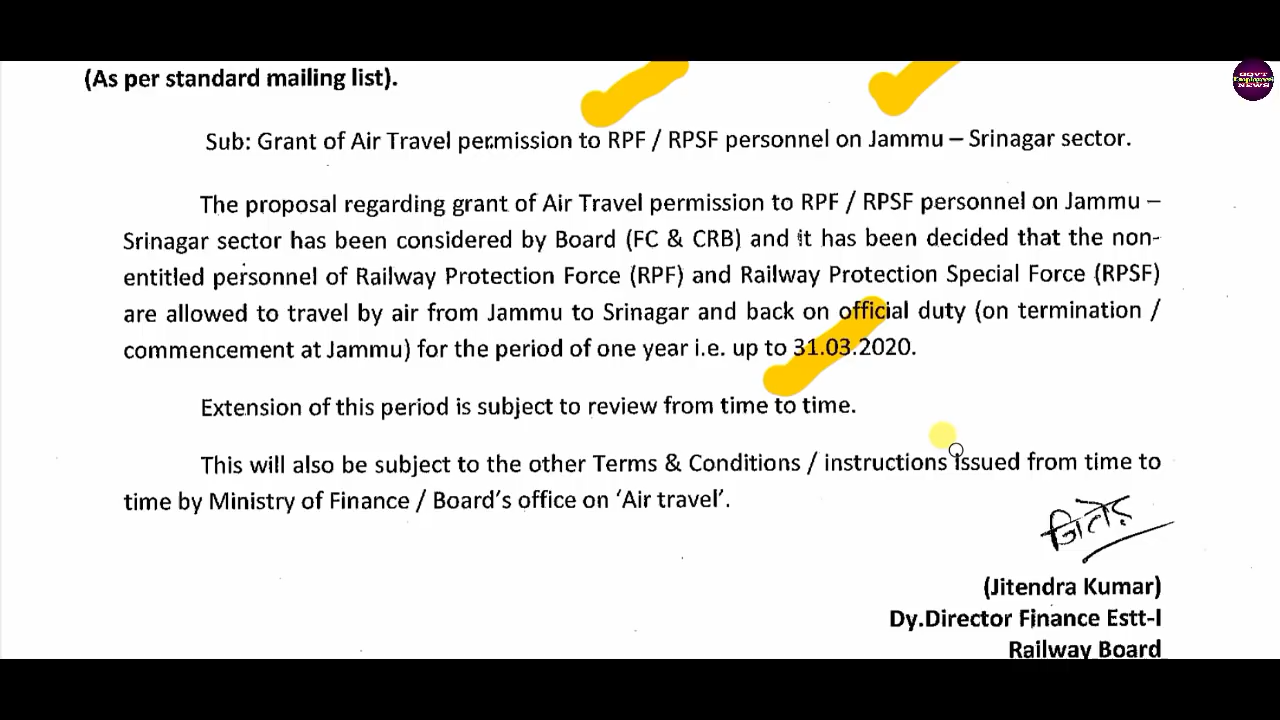 (As per standard mailing list).
GOVT
Employees
NEWS
Sub: Grant of Air Travel permission to RPF / RPSF personnel on Jammu – Srinagar sector.
The proposal regarding grant of Air Travel permission to RPF / RPSF personnel on Jammu –
Srinagar sector has been considered by Board (FC & CRB) and it has been decided that the non-
entitled personnel of Railway Protection Force (RPF) and Railway Protection Special Force (RPSF)
are allowed to travel by air from Jammu to Srinagar and back on official duty (on termination /
commencement at Jammu) for the period of one year i.e. up to 31.03.2020.
Extension of this period is subject to review from time to time.
This will also be subject to the other Terms & Conditions / instructions issued from time to
time by Ministry of Finance / Board’s office on ‘Air travel’.
(Jitendra Kumar)
Dy.Director Finance Estt-I
Railway Board